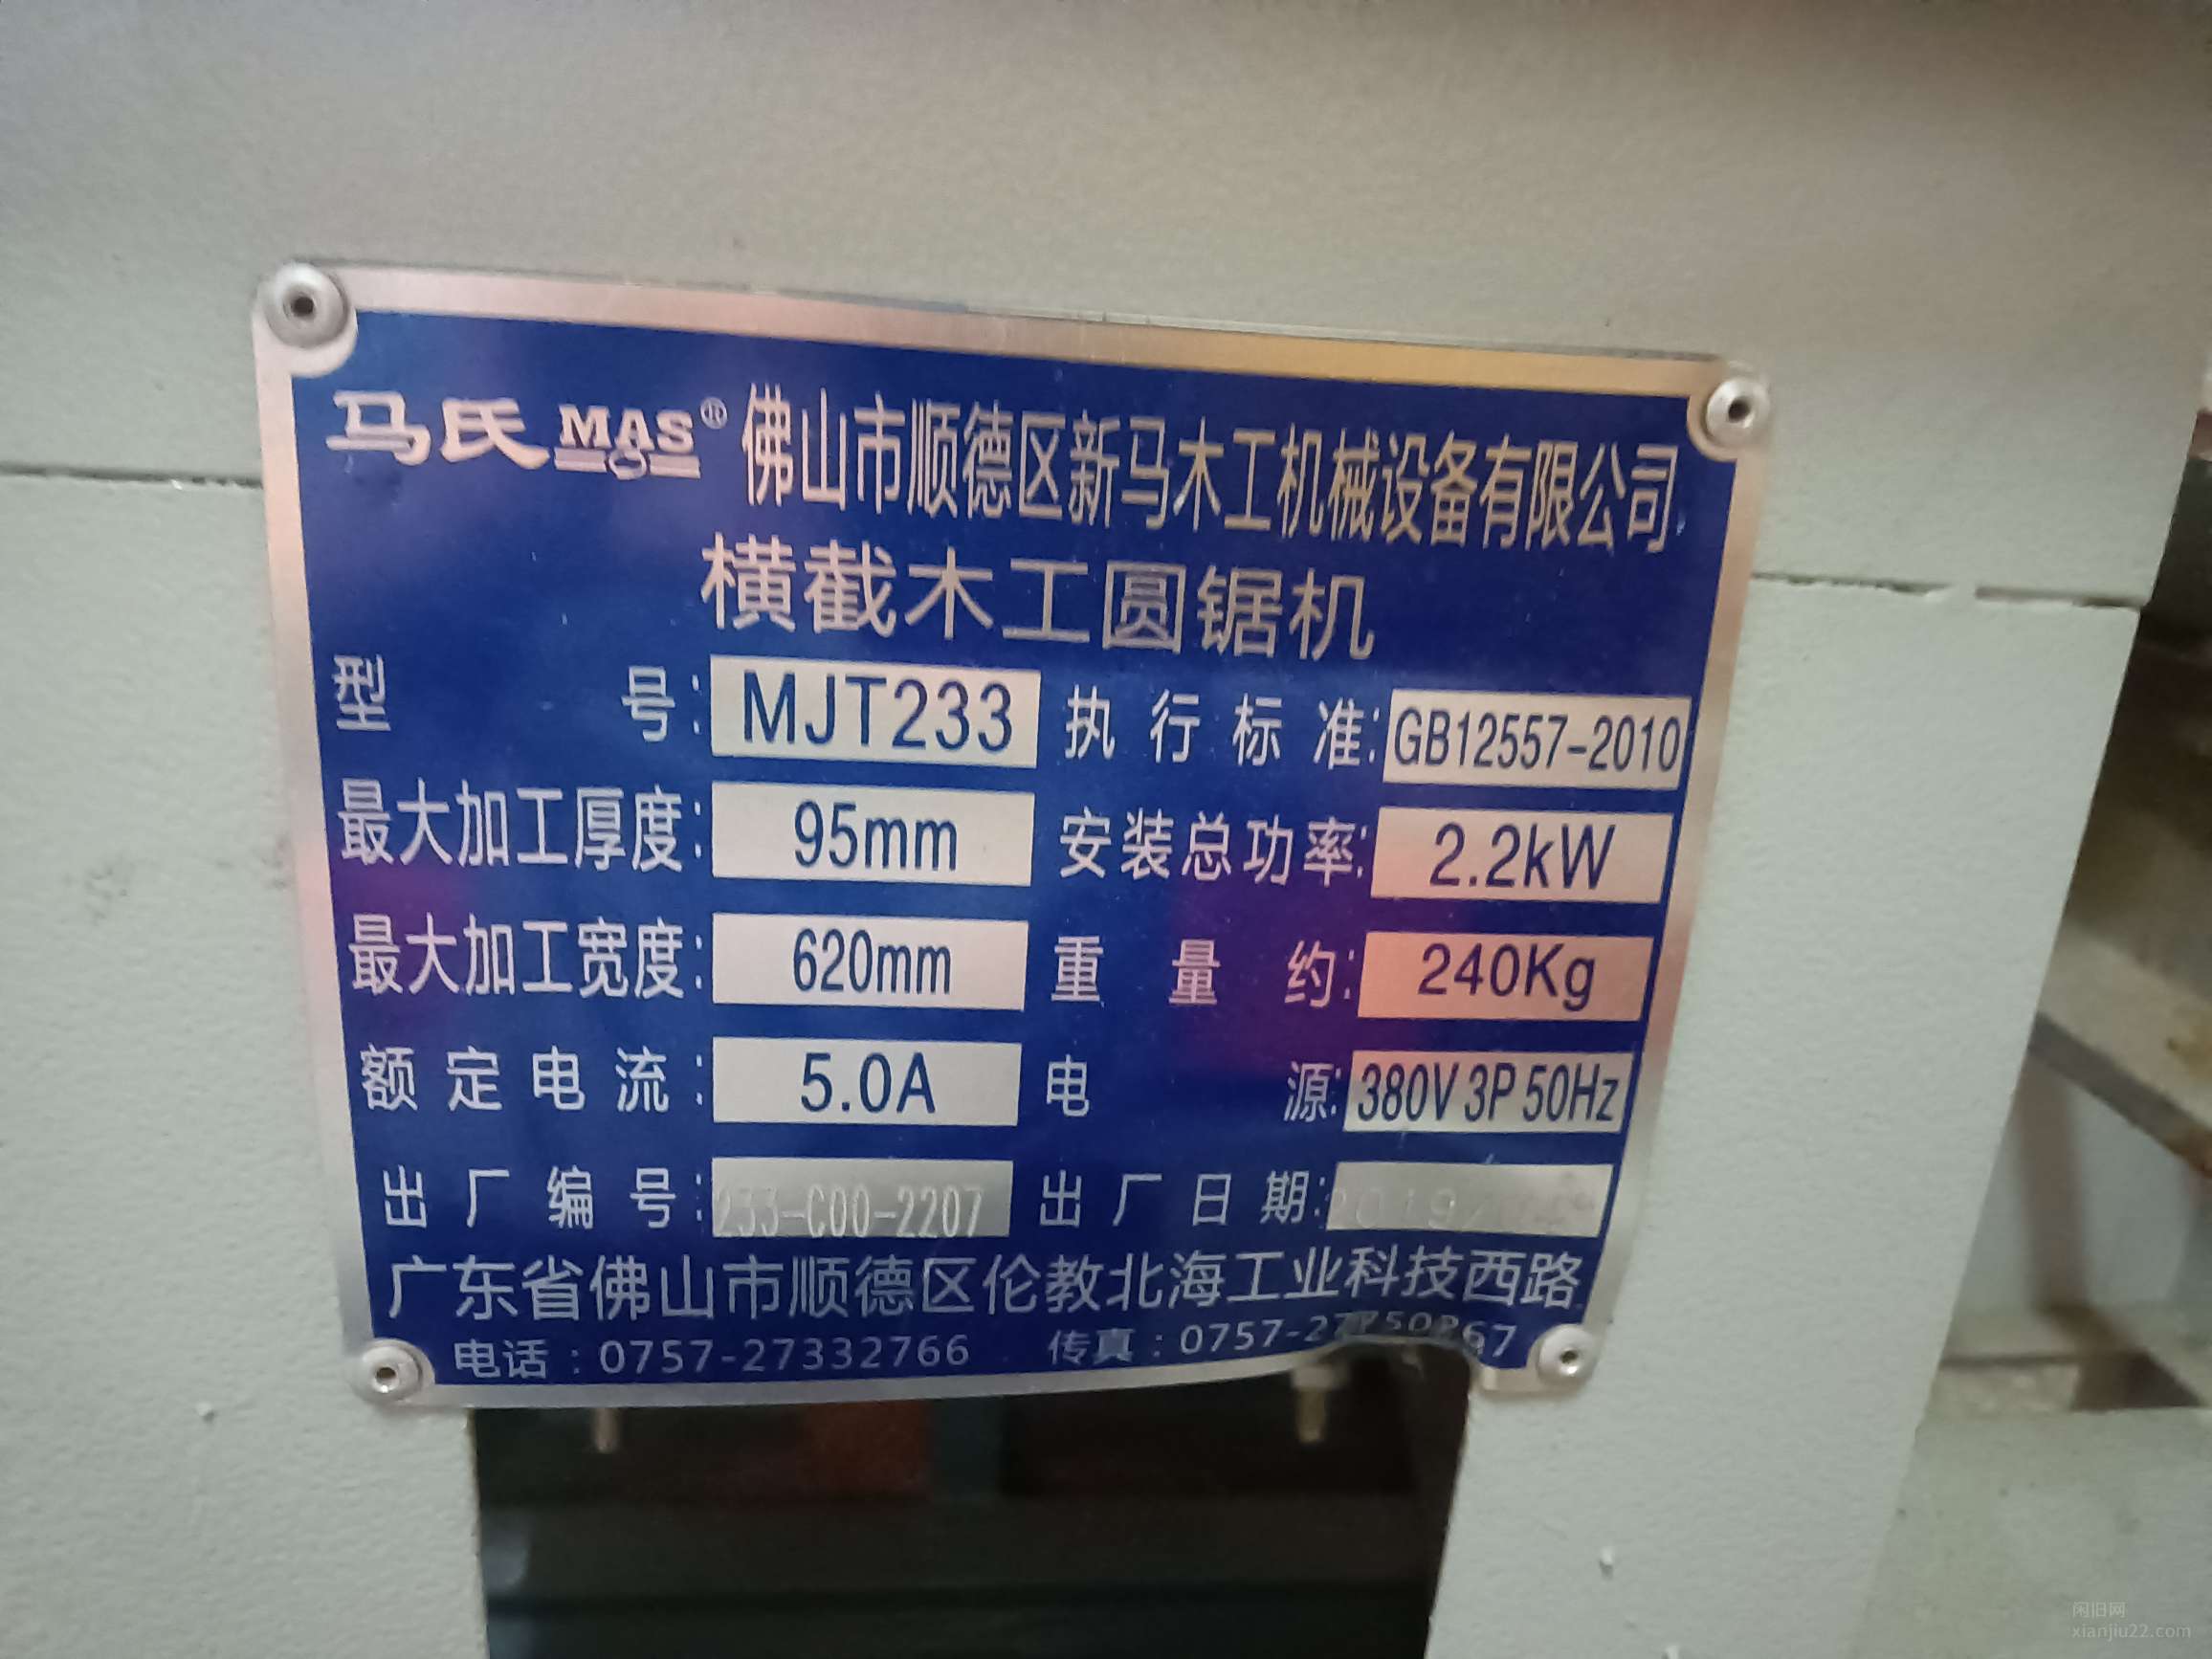 马氏 MAS® 佛山市顺德区新马木工机械设备有限公司
横截木工圆锯机
型号: MJT233 执行标准: GB12557-2010
最大加工厚度: 95mm 安装总功率: 2.2kW
最大加工宽度: 620mm 重量约: 240Kg
额定电流: 5.0A 电源: 380V 3P 50Hz
出厂编号: 233-C00-2207 出厂日期:
广东省佛山市顺德区伦教北海工业科技西路
电话:0757-27332766 传真:
闲旧网
xianjiu22.com